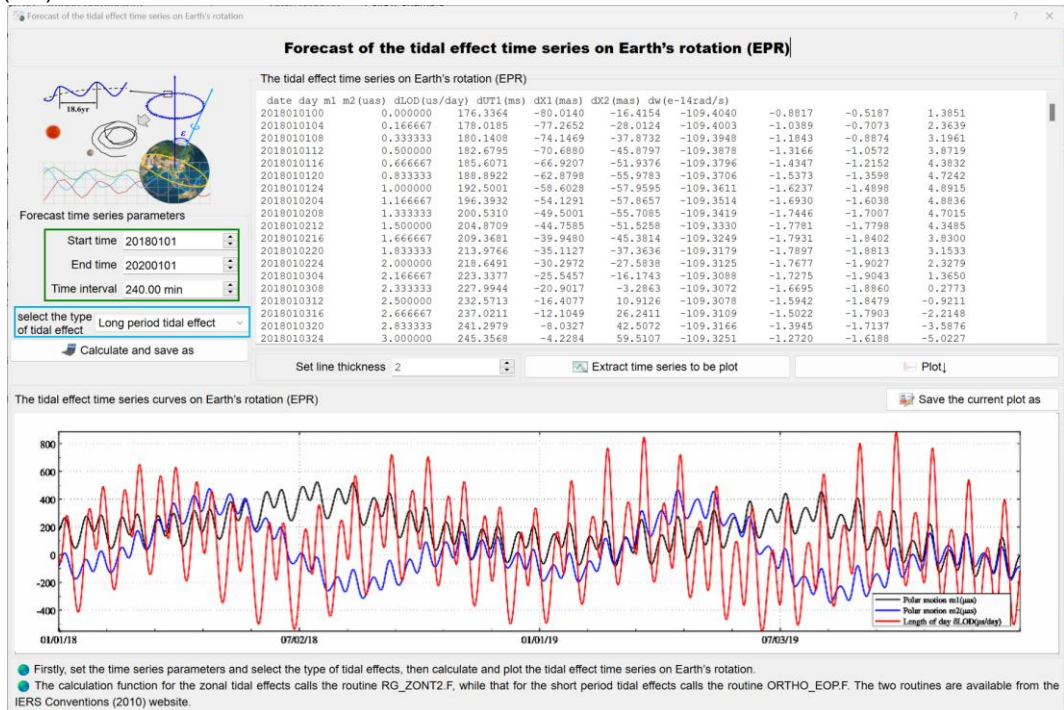 Forecast of the tidal effect time series on Earth's rotation
Forecast of the tidal effect time series on Earth's rotation (EPR)
18.6yr
ε
The tidal effect time series on Earth's rotation (EPR)
date day m1 m2(uas) dLOD(us/day) dUT1(ms) dX1(mas) dX2(mas) dw(e-14rad/s)
2018010100 0.000000 176.3364 -80.0140 -16.4154 -109.4040 -0.8817 -0.5187 1.3851
2018010104 0.166667 178.0185 -77.2652 -28.0124 -109.4003 -1.0389 -0.7073 2.3639
2018010108 0.333333 180.1408 -74.1469 -37.8732 -109.3948 -1.1843 -0.8874 3.1961
2018010112 0.500000 182.6795 -70.6880 -45.8797 -109.3878 -1.3166 -1.0572 3.8719
2018010116 0.666667 185.6071 -66.9207 -51.9376 -109.3796 -1.4347 -1.2152 4.3832
2018010120 0.833333 188.8922 -62.8798 -55.9783 -109.3706 -1.5373 -1.3598 4.7242
2018010124 1.000000 192.5001 -58.6028 -57.9595 -109.3611 -1.6237 -1.4898 4.8915
2018010204 1.166667 196.3932 -54.1291 -57.8657 -109.3514 -1.6930 -1.6038 4.8836
2018010208 1.333333 200.5310 -49.5001 -55.7085 -109.3419 -1.7446 -1.7007 4.7015
2018010212 1.500000 204.8709 -44.7585 -51.5258 -109.3330 -1.7781 -1.7798 4.3485
2018010216 1.666667 209.3681 -39.9480 -45.3814 -109.3249 -1.7931 -1.8402 3.8300
2018010220 1.833333 213.9766 -35.1127 -37.3636 -109.3179 -1.7897 -1.8813 3.1533
2018010224 2.000000 218.6491 -30.2972 -27.5838 -109.3125 -1.7677 -1.9027 2.3279
2018010304 2.166667 223.3377 -25.5457 -16.1743 -109.3088 -1.7275 -1.9043 1.3650
2018010308 2.333333 227.9944 -20.9017 -3.2863 -109.3072 -1.6695 -1.8860 0.2773
2018010312 2.500000 232.5713 -16.4077 10.9126 -109.3078 -1.5942 -1.8479 -0.9211
2018010316 2.666667 237.0211 -12.1049 26.2411 -109.3109 -1.5022 -1.7903 -2.2148
2018010320 2.833333 241.2979 -8.0327 42.5072 -109.3166 -1.3945 -1.7137 -3.5876
2018010324 3.000000 245.3568 -4.2284 59.5107 -109.3251 -1.2720 -1.6188 -5.0227
Forecast time series parameters
Start time 20180101
End time 20200101
Time interval 240.00 min
select the type of tidal effect Long period tidal effect
Calculate and save as
Set line thickness 2
Extract time series to be plot
Plot↓
The tidal effect time series curves on Earth's rotation (EPR)
Save the current plot as
800
600
400
200
0
-200
-400
01/01/18 07/02/18 01/01/19 07/03/19
Polar motion m1(μas)
Polar motion m2(μas)
Length of day δLOD(μs/day)
Firstly, set the time series parameters and select the type of tidal effects, then calculate and plot the tidal effect time series on Earth's rotation.
The calculation function for the zonal tidal effects calls the routine RG_ZONT2.F, while that for the short period tidal effects calls the routine ORTHO_EOP.F. The two routines are available from the
IERS Conventions (2010) website.